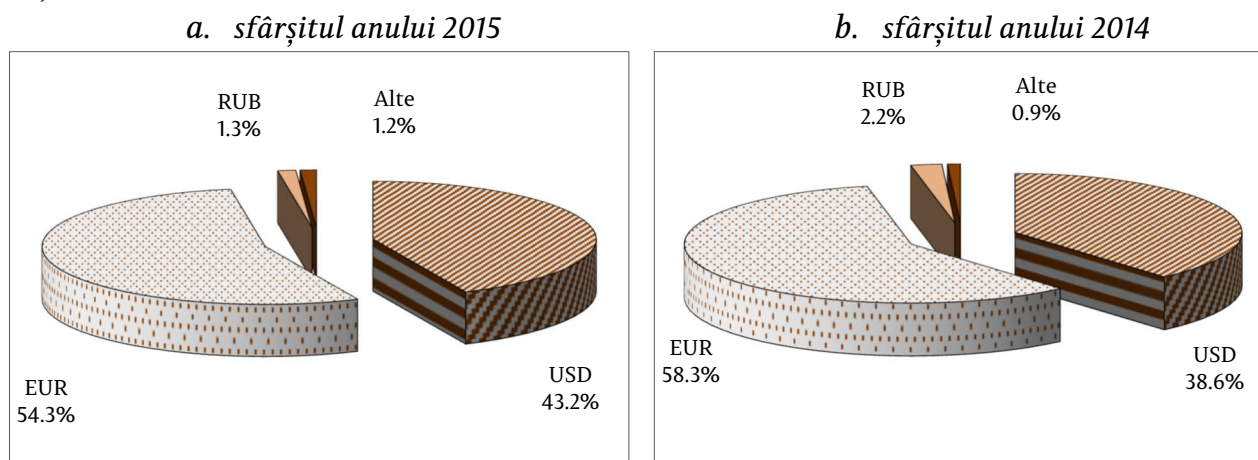 a. sfârșitul anului 2015
RUB
1.3%
Alte
1.2%
EUR
54.3%
USD
43.2%
b. sfârșitul anului 2014
RUB
2.2%
Alte
0.9%
EUR
58.3%
USD
38.6%